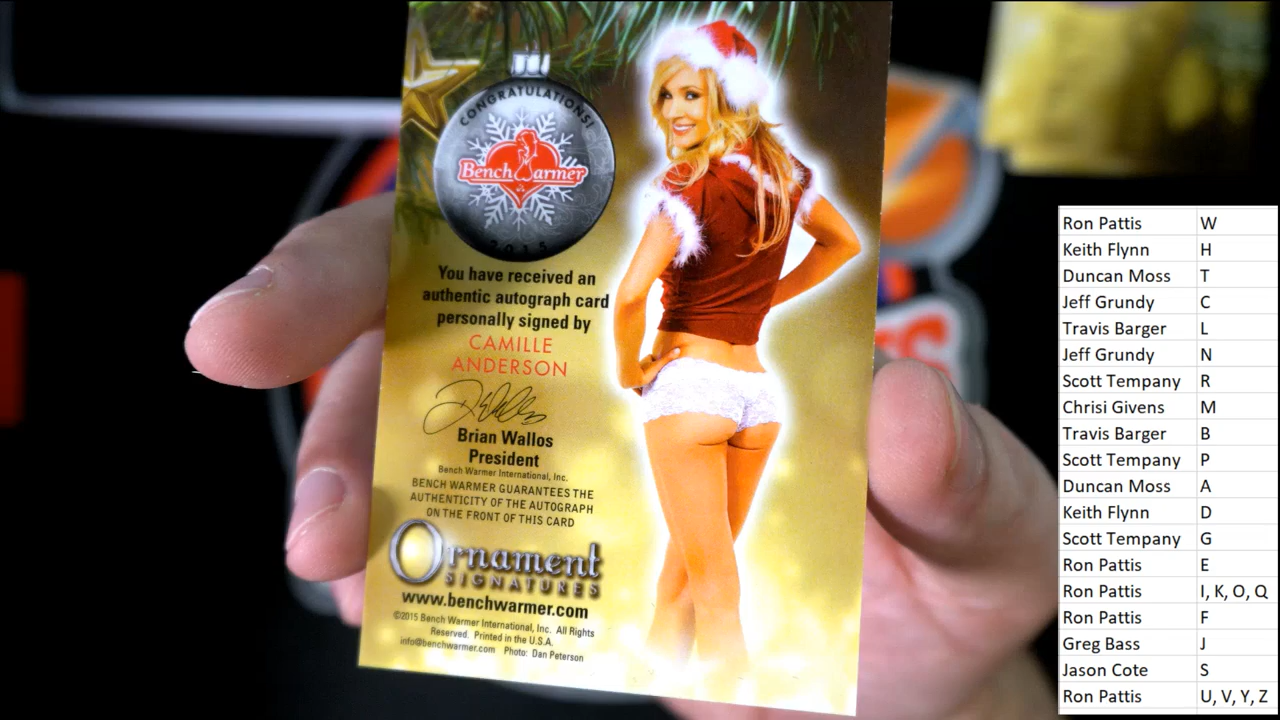 CONGRATULATIONS!
BenchWarmer
2015
You have received an
authentic autograph card
personally signed by
CAMILLE
ANDERSON
Brian Wallos
President
Bench Warmer International, Inc.
BENCH WARMER GUARANTEES THE
AUTHENTICITY OF THE AUTOGRAPH
ON THE FRONT OF THIS CARD
Ornament
SIGNATURES
www.benchwarmer.com
©2015 Bench Warmer International, Inc. All Rights
Reserved. Printed in the U.S.A.
info@benchwarmer.com Photo: Dan Peterson
Ron Pattis W
Keith Flynn H
Duncan Moss T
Jeff Grundy C
Travis Barger L
Jeff Grundy N
Scott Tempany R
Chrisi Givens M
Travis Barger B
Scott Tempany P
Duncan Moss A
Keith Flynn D
Scott Tempany G
Ron Pattis E
Ron Pattis I, K, O, Q
Ron Pattis F
Greg Bass J
Jason Cote S
Ron Pattis U, V, Y, Z